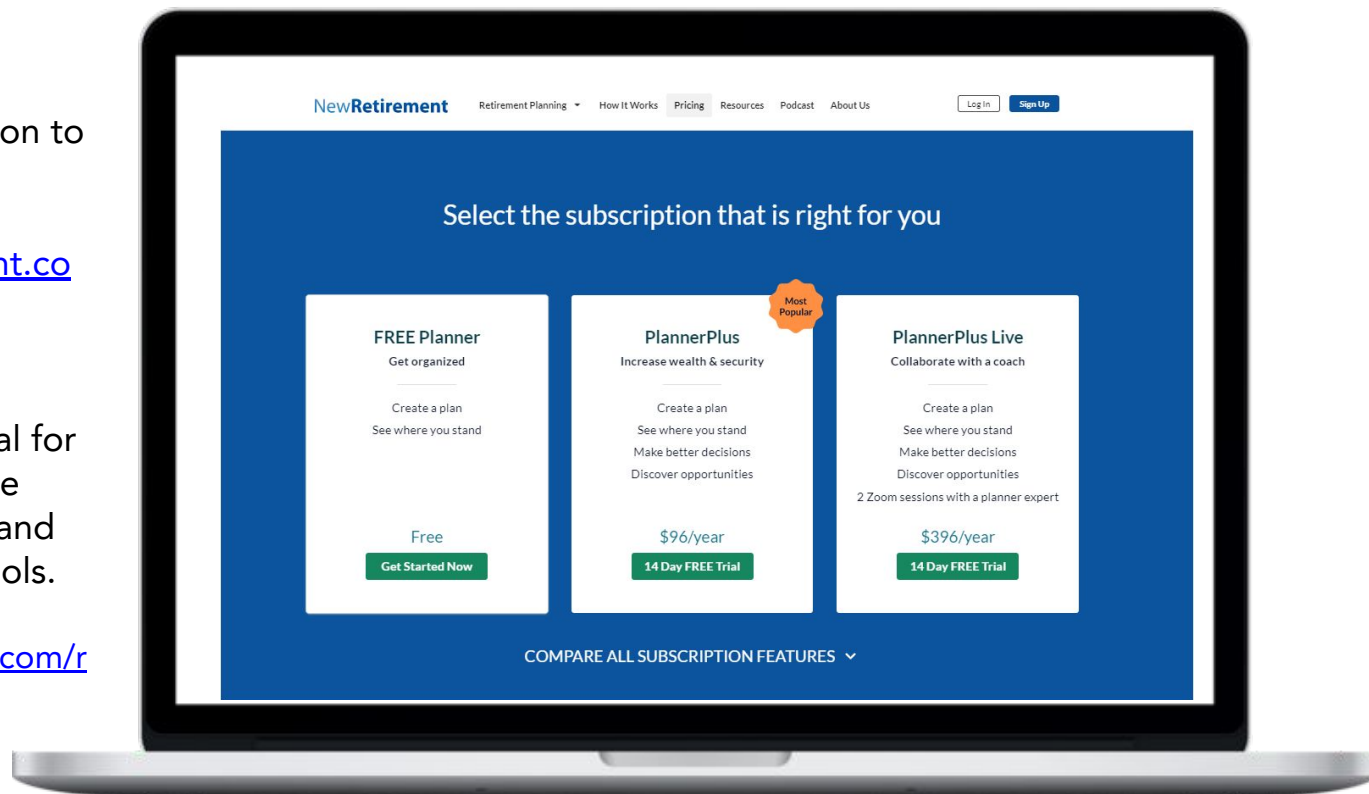 on to
nt.co
al for
e
and
ols.
com/r
NewRetirement
Retirement Planning
How It Works
Pricing
Resources
Podcast
About Us
Log In
Sign Up
Select the subscription that is right for you
Most
Popular
FREE Planner
Get organized
Create a plan
See where you stand
Free
Get Started Now
PlannerPlus
Increase wealth & security
Create a plan
See where you stand
Make better decisions
Discover opportunities
$96/year
14 Day FREE Trial
PlannerPlus Live
Collaborate with a coach
Create a plan
See where you stand
Make better decisions
Discover opportunities
2 Zoom sessions with a planner expert
$396/year
14 Day FREE Trial
COMPARE ALL SUBSCRIPTION FEATURES